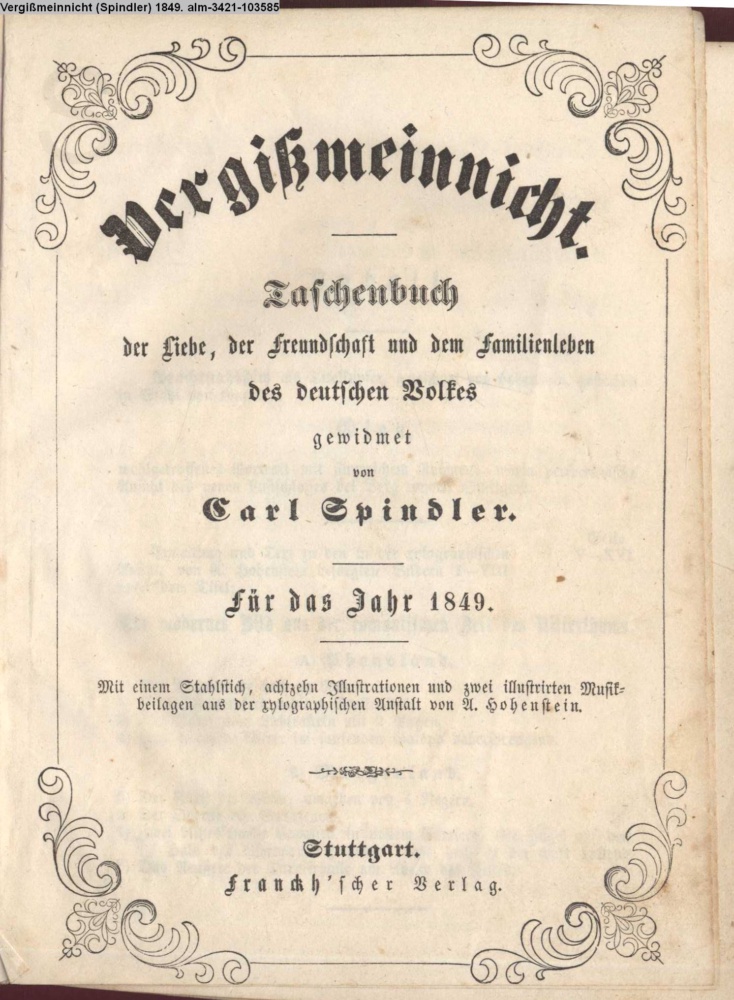 Vergißmeinnicht (Spindler) 1849. alm-3421-103585
Vergißmeinnicht.
Taschenbuch
der Liebe, der Freundschaft und dem Familienleben
des deutschen Volkes
gewidmet
von
Carl Spindler.
Für das Jahr 1849.
Mit einem Stahlstich, achtzehn Illustrationen und zwei illustrirten Musik-
beilagen aus der xylographischen Anstalt von A. Hohenstein.
Stuttgart.
Franckh'scher Verlag.